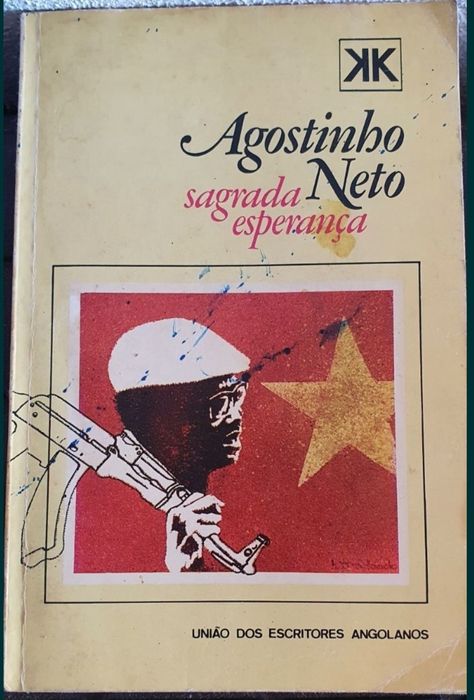 KK
Agostinho
Neto
sagrada
esperança
UNIÃO DOS ESCRITORES ANGOLANOS